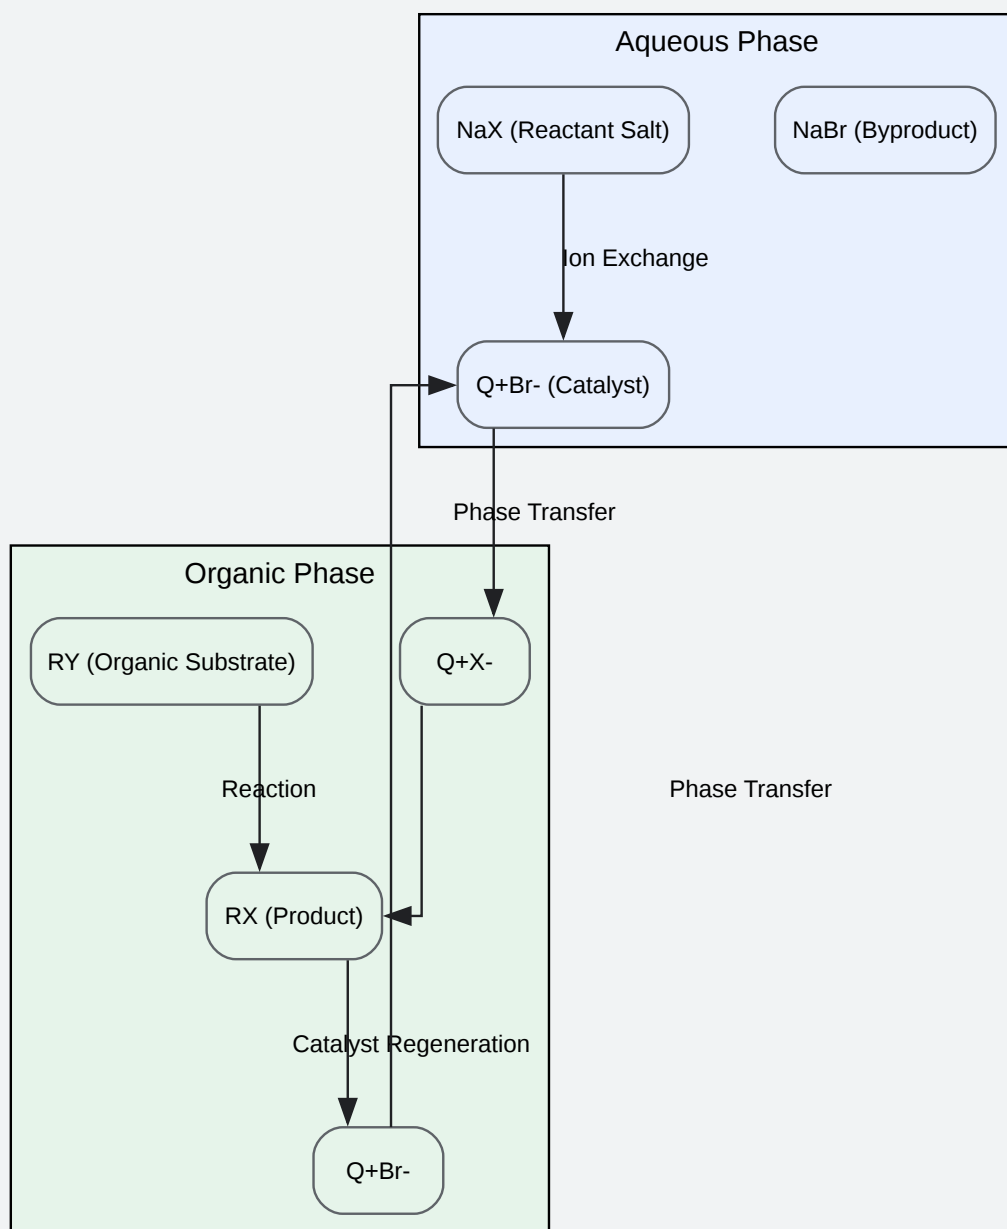 Aqueous Phase
NaX (Reactant Salt)
NaBr (Byproduct)
Ion Exchange
Q+Br- (Catalyst)
Phase Transfer
Organic Phase
RY (Organic Substrate)
Q+X-
Reaction
Phase Transfer
RX (Product)
Catalyst Regeneration
Q+Br-